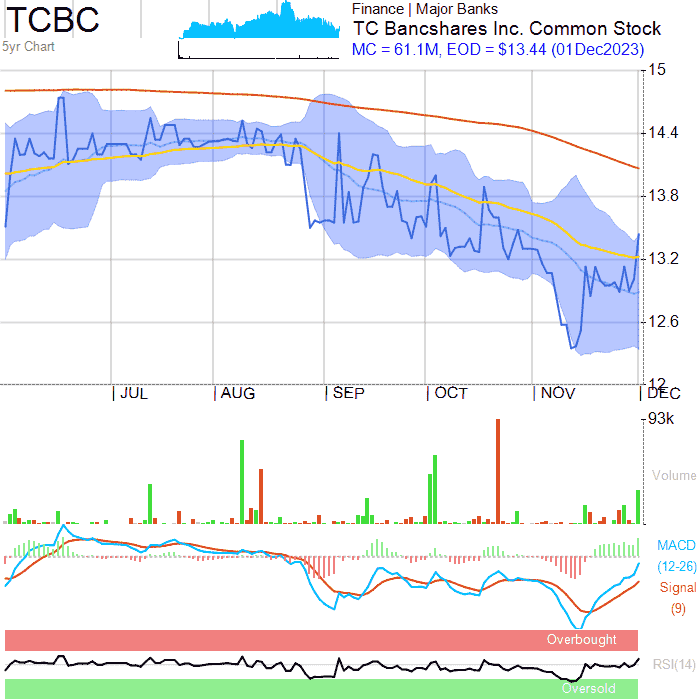 TCBC
5yr Chart
Finance | Major Banks
TC Bancshares Inc. Common Stock
MC = 61.1M, EOD = $13.44 (01Dec2023)
15
14.4
13.8
13.2
12.6
12
JUL
AUG
SEP
OCT
NOV
DEC
93k
Volume
MACD
(12-26)
Signal
(9)
Overbought
RSI(14)
Oversold